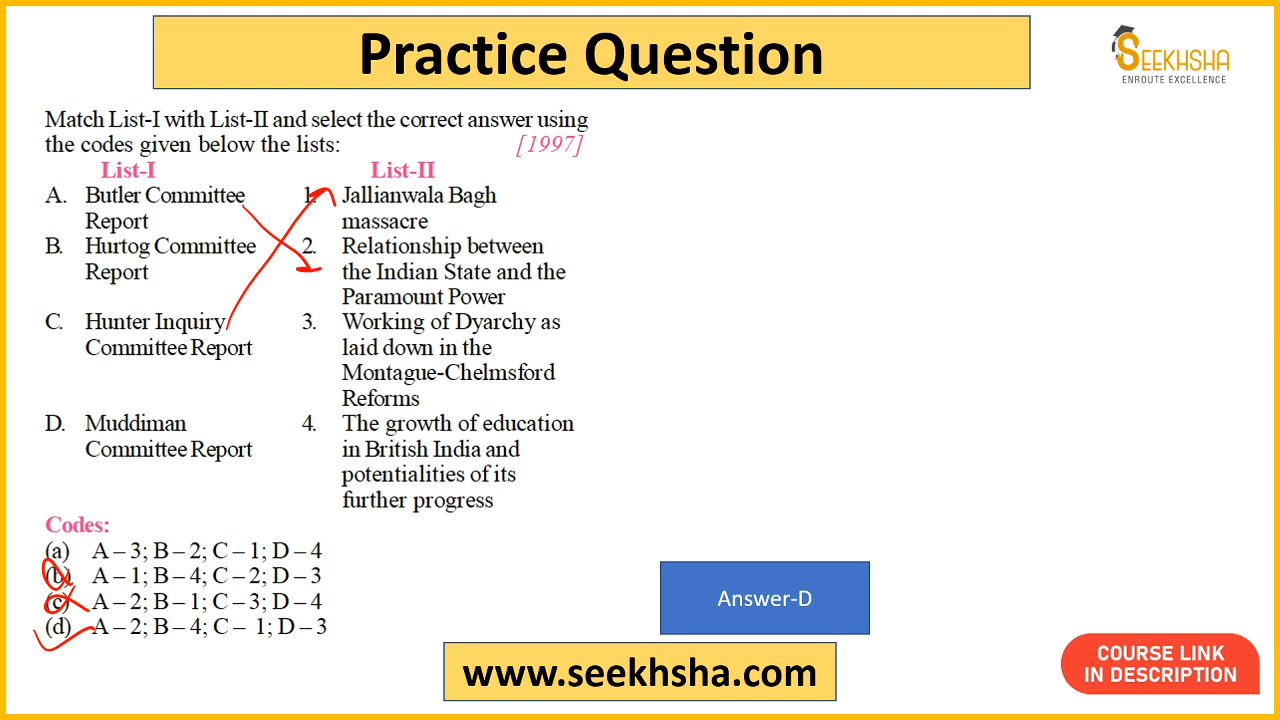 Practice Question
SEEKHSHA
ENROUTE EXCELLENCE
Match List-I with List-II and select the correct answer using
the codes given below the lists: [1997]
List-I List-II
A. Butler Committee 1. Jallianwala Bagh
Report massacre
B. Hurtog Committee 2. Relationship between
Report the Indian State and the
Paramount Power
C. Hunter Inquiry 3. Working of Dyarchy as
Committee Report laid down in the
Montague-Chelmsford
Reforms
D. Muddiman 4. The growth of education
Committee Report in British India and
potentialities of its
further progress
Codes:
(a) A – 3; B – 2; C – 1; D – 4
(b) A – 1; B – 4; C – 2; D – 3
(c) A – 2; B – 1; C – 3; D – 4
(d) A – 2; B – 4; C – 1; D – 3
Answer-D
www.seekhsha.com
COURSE LINK
IN DESCRIPTION